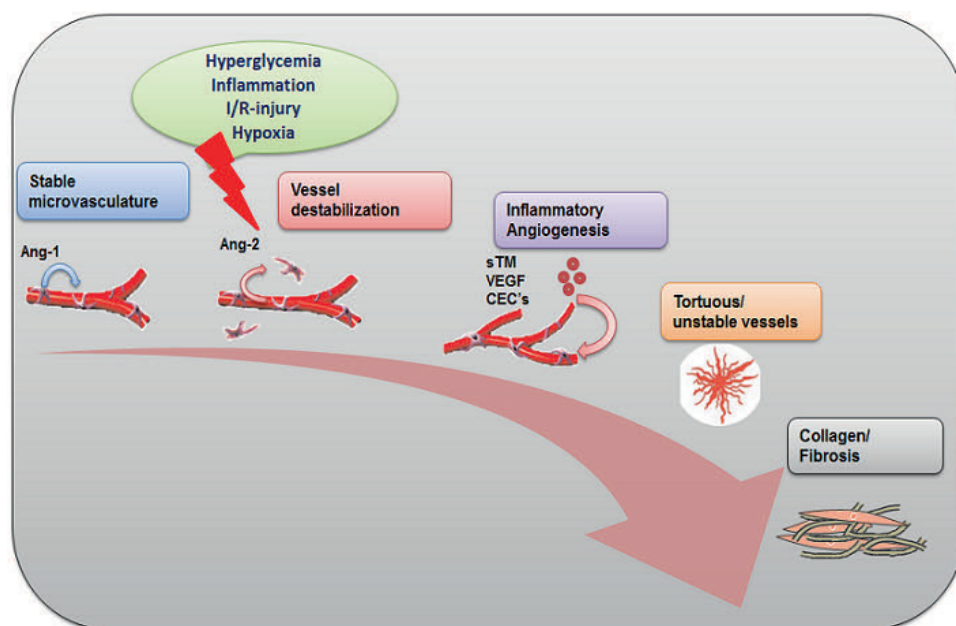 Hyperglycemia
Inflammation
I/R-injury
Hypoxia
Stable
microvasculature
Vessel
destabilization
Inflammatory
Angiogenesis
Ang-1
Ang-2
sTM
VEGF
CEC's
Tortuous/
unstable vessels
Collagen/
Fibrosis